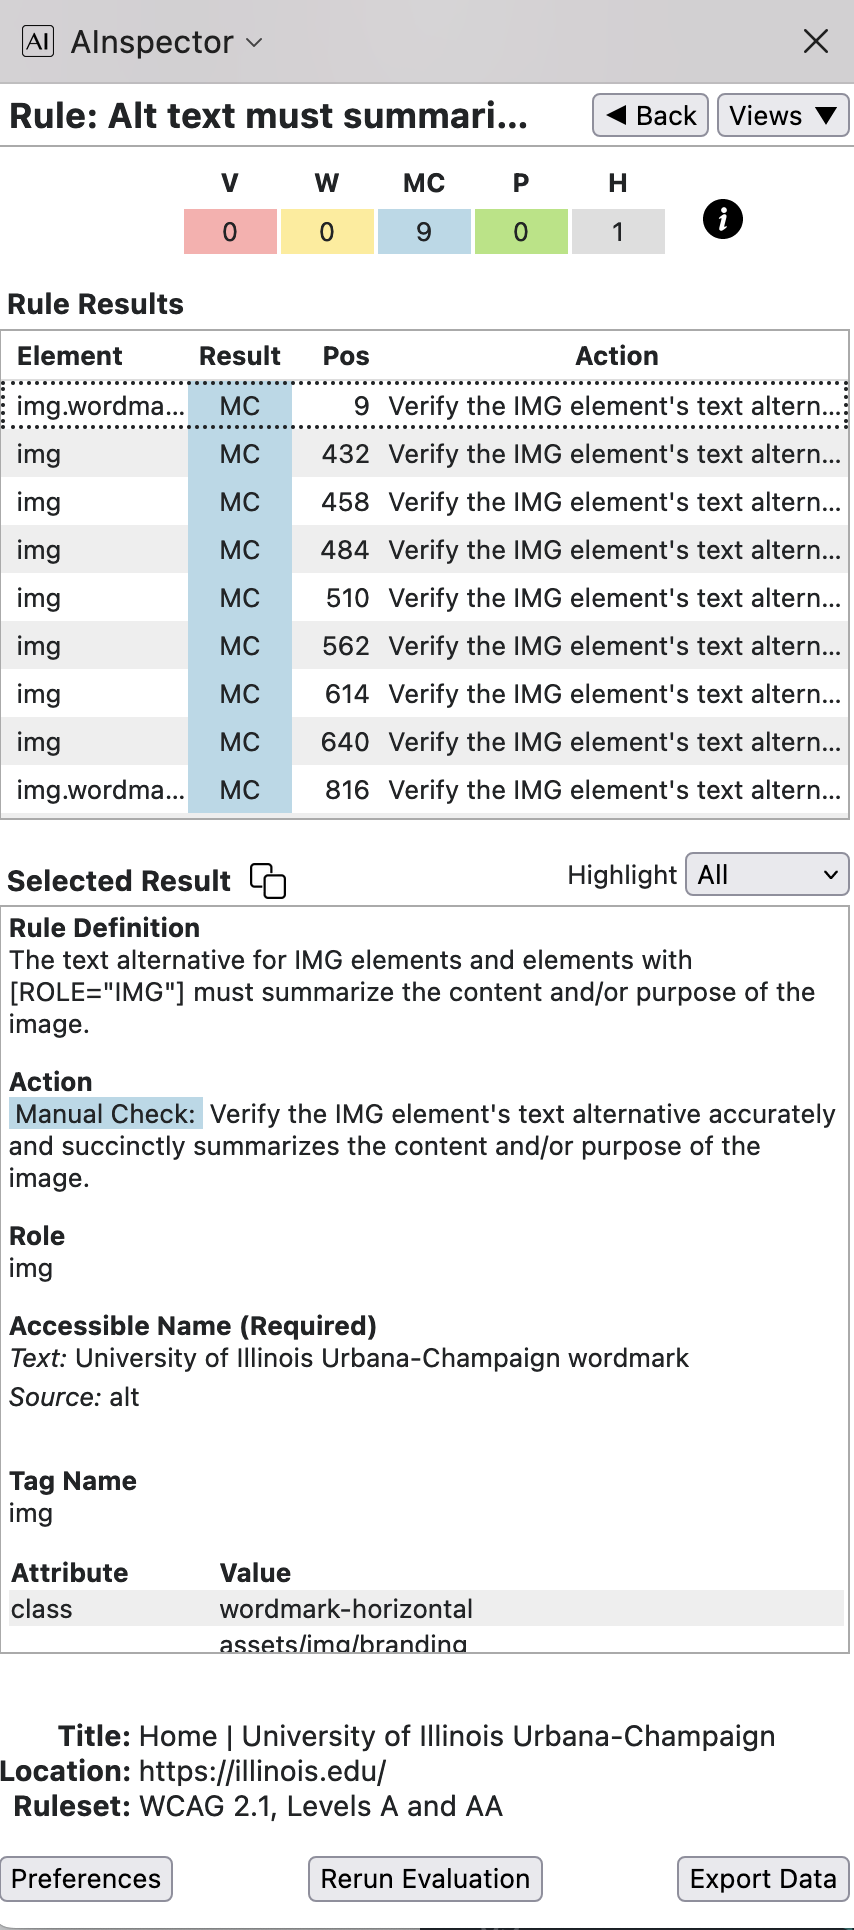 AI AInspector
Rule: Alt text must summari... ◀ Back Views ▼
V W MC P H
0 0 9 0 1 i
Rule Results
Element Result Pos Action
img.wordma... MC 9 Verify the IMG element's text altern...
img MC 432 Verify the IMG element's text altern...
img MC 458 Verify the IMG element's text altern...
img MC 484 Verify the IMG element's text altern...
img MC 510 Verify the IMG element's text altern...
img MC 562 Verify the IMG element's text altern...
img MC 614 Verify the IMG element's text altern...
img MC 640 Verify the IMG element's text altern...
img.wordma... MC 816 Verify the IMG element's text altern...
Selected Result Highlight All
Rule Definition
The text alternative for IMG elements and elements with
[ROLE="IMG"] must summarize the content and/or purpose of the
image.
Action
Manual Check: Verify the IMG element's text alternative accurately
and succinctly summarizes the content and/or purpose of the
image.
Role
img
Accessible Name (Required)
Text: University of Illinois Urbana-Champaign wordmark
Source: alt
Tag Name
img
Attribute Value
class wordmark-horizontal
assets/img/branding
Title: Home | University of Illinois Urbana-Champaign
Location: https://illinois.edu/
Ruleset: WCAG 2.1, Levels A and AA
Preferences Rerun Evaluation Export Data